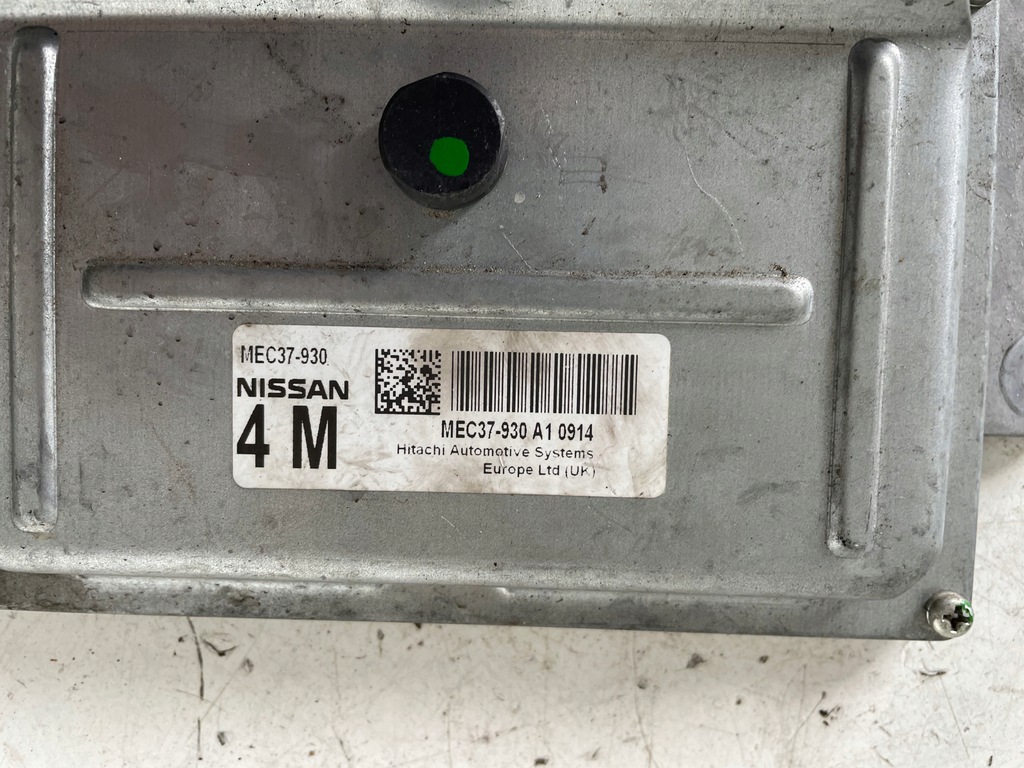 MEC37-930
NISSAN
4 M
MEC37-930 A1 0914
Hitachi Automotive Systems
Europe Ltd (UK)